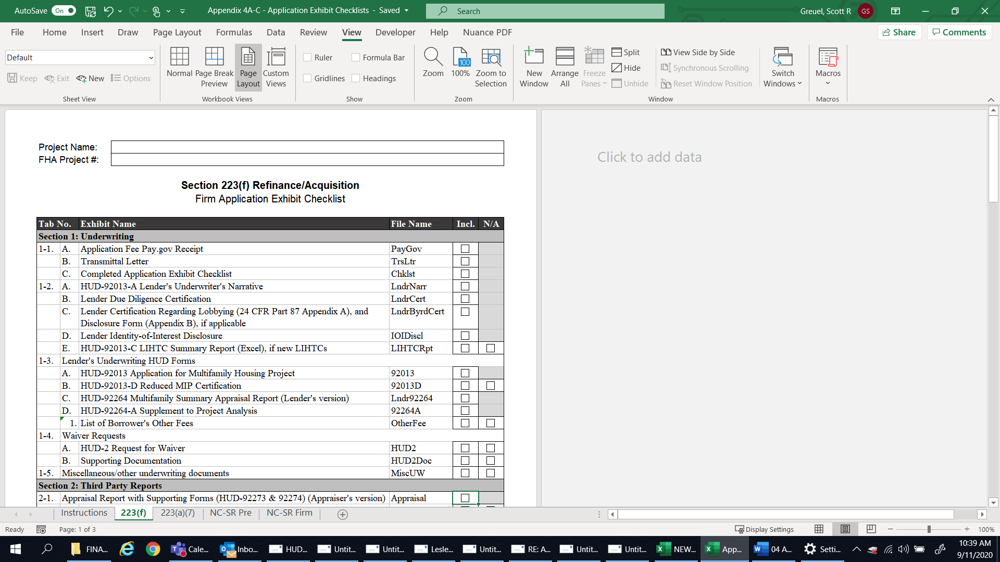 AutoSave On Appendix 4A-C - Application Exhibit Checklists - Saved Search Greuel, Scott R GS
File Home Insert Draw Page Layout Formulas Data Review View Developer Help Nuance PDF Share Comments
Default
Keep Exit New Options
Sheet View
Normal Page Break Preview Page Layout Custom Views
Workbook Views
Ruler Formula Bar
Gridlines Headings
Show
Zoom 100 100% Zoom to Selection
Zoom
New Window Arrange All Freeze Panes
Split View Side by Side
Hide Synchronous Scrolling
Unhide Reset Window Position
Switch Windows
Window
Macros
Macros
Project Name:
FHA Project #:
Click to add data
Section 223(f) Refinance/Acquisition
Firm Application Exhibit Checklist
Tab No. Exhibit Name File Name Incl. N/A
Section 1: Underwriting
1-1. A. Application Fee Pay.gov Receipt PayGov
B. Transmittal Letter TrsLtr
C. Completed Application Exhibit Checklist Chklst
1-2. A. HUD-92013-A Lender's Underwriter's Narrative LndrNarr
B. Lender Due Diligence Certification LndrCert
C. Lender Certification Regarding Lobbying (24 CFR Part 87 Appendix A), and LndrByrdCert
Disclosure Form (Appendix B), if applicable
D. Lender Identity-of-Interest Disclosure IOIDiscl
E. HUD-92013-C LIHTC Summary Report (Excel), if new LIHTCs LIHTCRpt
1-3. Lender's Underwriting HUD Forms
A. HUD-92013 Application for Multifamily Housing Project 92013
B. HUD-92013-D Reduced MIP Certification 92013D
C. HUD-92264 Multifamily Summary Appraisal Report (Lender's version) Lndr92264
D. HUD-92264-A Supplement to Project Analysis 92264A
1. List of Borrower's Other Fees OtherFee
1-4. Waiver Requests
A. HUD-2 Request for Waiver HUD2
B. Supporting Documentation HUD2Doc
1-5. Miscellaneous/other underwriting documents MiscUW
Section 2: Third Party Reports
2-1. Appraisal Report with Supporting Forms (HUD-92273 & 92274) (Appraiser's version) Appraisal
Instructions 223(f) 223(a)(7) NC-SR Pre NC-SR Firm
Ready Page: 1 of 3 Display Settings 100%
FINA... Cale... Inbo... HUD... Untit... Untit... Lesle... Untit... RE: A... Untit... Untit... NEW... App... 04 A... Setti... 10:39 AM
9/11/2020